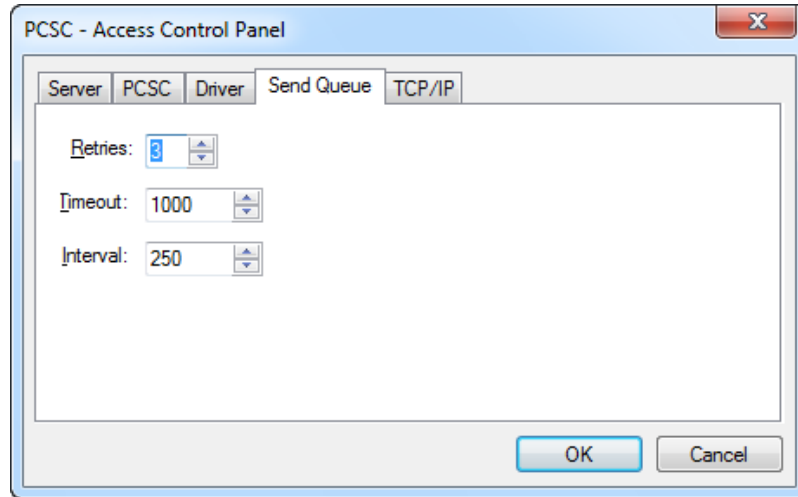 PCSC - Access Control Panel
Server PCSC Driver Send Queue TCP/IP
Retries: 3
Timeout: 1000
Interval: 250
OK Cancel